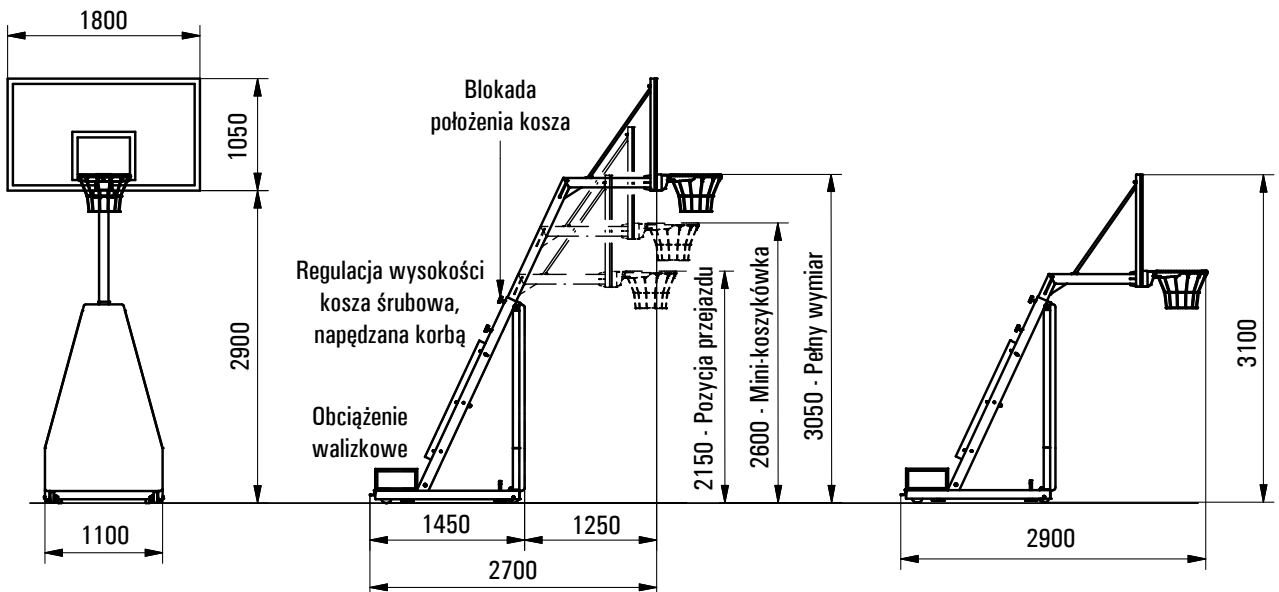 1800
1050
2900
1100
Blokada
położenia kosza
Regulacja wysokości
kosza śrubowa,
napędzana korbą
Obciążenie
walizkowe
2150 - Pozycja przejazdu
2600 - Mini-koszykówka
3050 - Pełny wymiar
1450
1250
2700
3100
2900